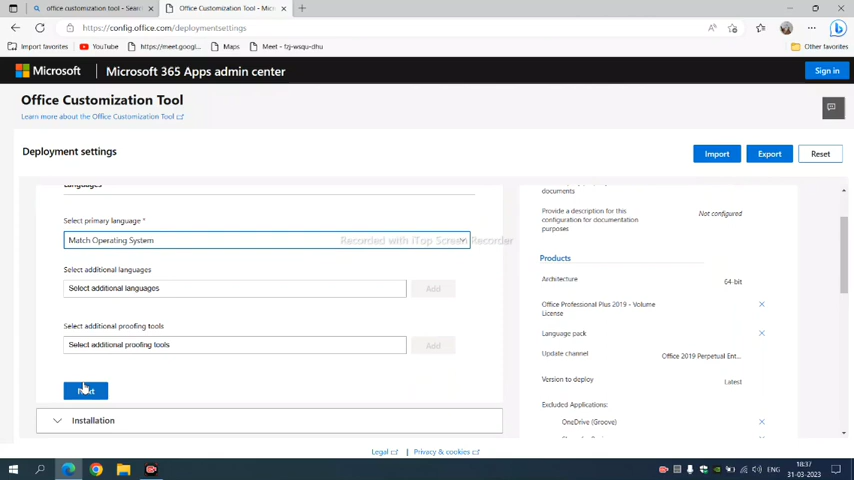 office customization tool - Sear
Office Customization Tool - Micr
https://config.office.com/deploymentsettings
Import favorites
YouTube
https://meet.googl...
Maps
Meet - tzj-wsqu-dhu
Other favorites
Microsoft
Microsoft 365 Apps admin center
Sign in
Office Customization Tool
Learn more about the Office Customization Tool
Deployment settings
Import
Export
Reset
Languages
Select primary language *
Match Operating System
Recorded with iTop Screen Recorder
Select additional languages
Select additional languages
Add
Select additional proofing tools
Select additional proofing tools
Add
Next
Installation
documents
Provide a description for this
configuration for documentation
purposes
Not configured
Products
Architecture
64-bit
Office Professional Plus 2019 - Volume
License
Language pack
Update channel
Office 2019 Perpetual Ent...
Version to deploy
Latest
Excluded Applications:
OneDrive (Groove)
Legal
Privacy & cookies
ENG
18:37
31-03-2023